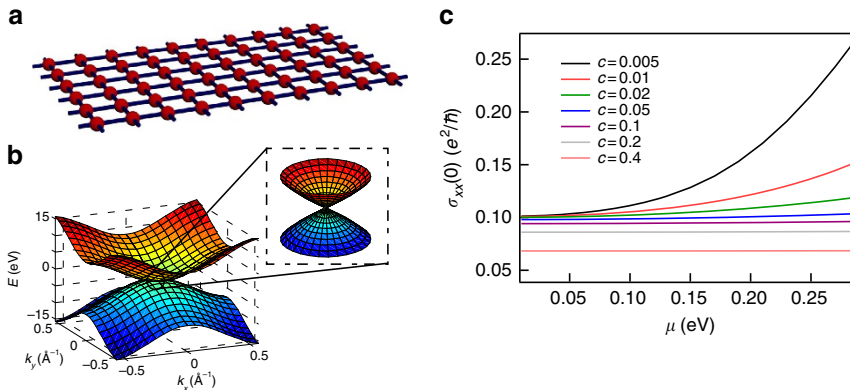 a
b
E (eV)
15
0
−15
0.5
0
−0.5
k_y (Å⁻¹)
−0.5
0
0.5
k_x (Å⁻¹)
c
σ_xx(0) (e²/ℏ)
0.25
0.20
0.15
0.10
0.05
c = 0.005
c = 0.01
c = 0.02
c = 0.05
c = 0.1
c = 0.2
c = 0.4
0.05
0.10
0.15
0.20
0.25
μ (eV)